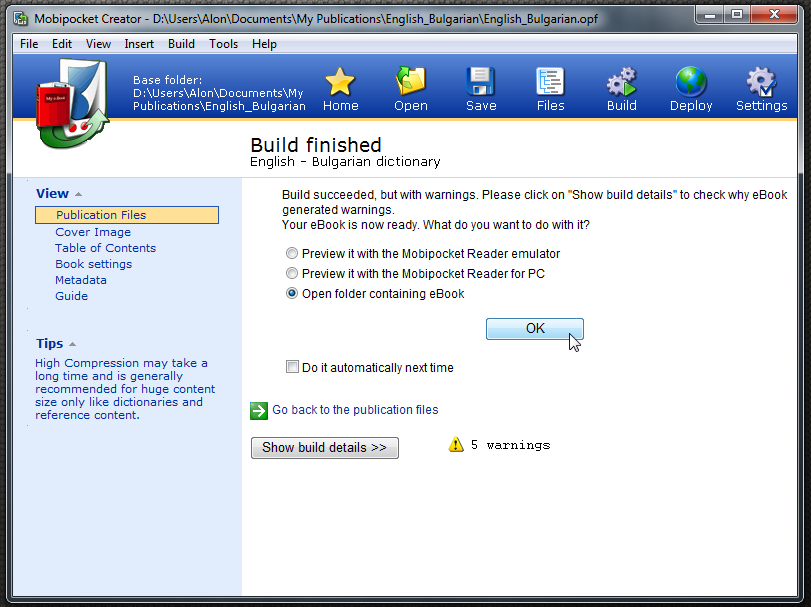 Mobipocket Creator - D:\Users\Alon\Documents\My Publications\English_Bulgarian\English_Bulgarian.opf
File Edit View Insert Build Tools Help
My e-Book
Base folder:
D:\Users\Alon\Documents\My
Publications\English_Bulgarian
Home Open Save Files Build Deploy Settings
Build finished
English - Bulgarian dictionary
View
Publication Files
Cover Image
Table of Contents
Book settings
Metadata
Guide
Tips
High Compression may take a
long time and is generally
recommended for huge content
size only like dictionaries and
reference content.
Build succeeded, but with warnings. Please click on "Show build details" to check why eBook
generated warnings.
Your eBook is now ready. What do you want to do with it?
Preview it with the Mobipocket Reader emulator
Preview it with the Mobipocket Reader for PC
Open folder containing eBook
OK
Do it automatically next time
Go back to the publication files
Show build details >>
5 warnings